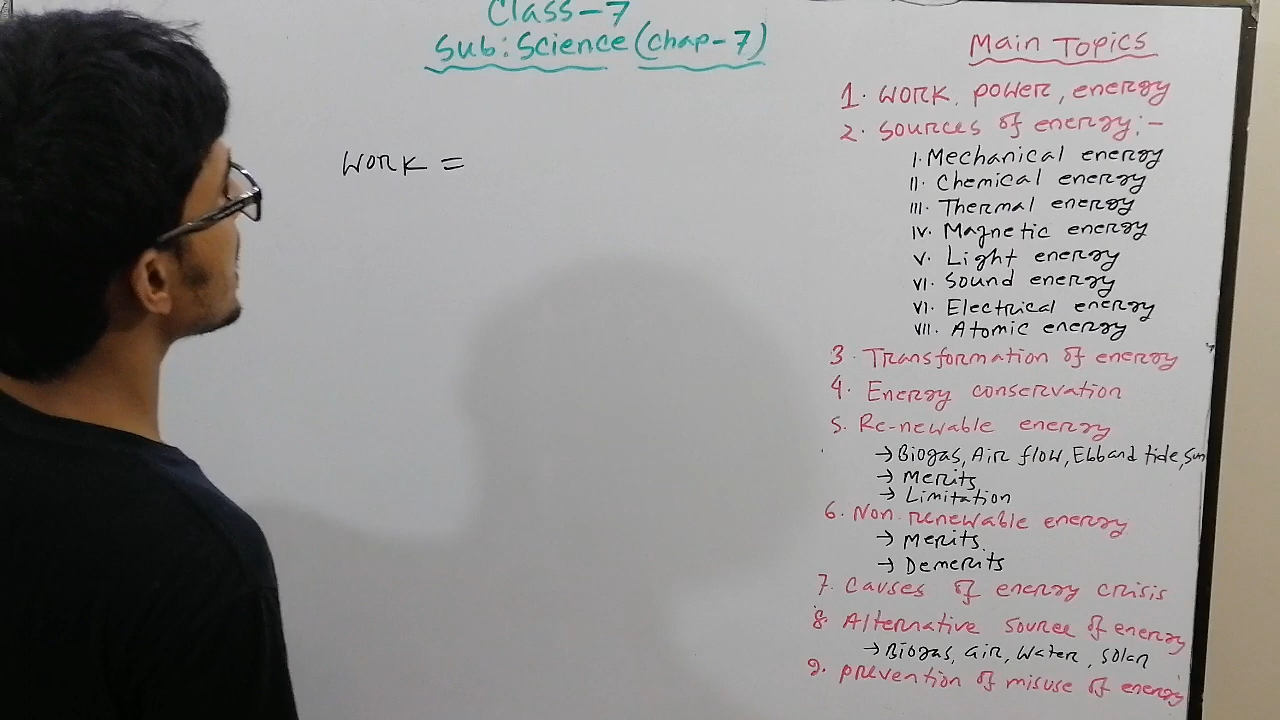 Class-7
Sub: Science (chap-7)
Work =
Main Topics
1. Work, power, energy
2. Sources of energy:-
I. Mechanical energy
II. Chemical energy
III. Thermal energy
IV. Magnetic energy
V. Light energy
VI. Sound energy
VI. Electrical energy
VII. Atomic energy
3. Transformation of energy
4. Energy conservation
5. Re-newable energy
→ Biogas, Air flow, Ebb and tide, sun
→ Merits
→ Limitation
6. Non-renewable energy
→ Merits
→ Demerits
7. Causes of energy crisis
8. Alternative source of energy
→ Biogas, air, Water, solar
9. prevention of misuse of energy